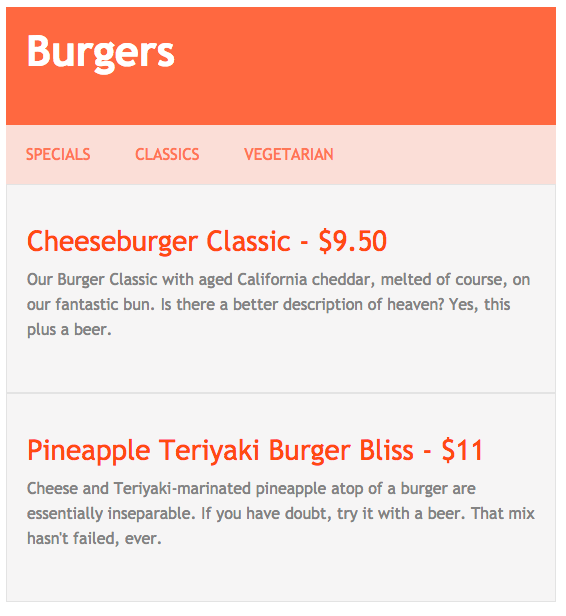 Burgers
SPECIALS CLASSICS VEGETARIAN
Cheeseburger Classic - $9.50
Our Burger Classic with aged California cheddar, melted of course, on
our fantastic bun. Is there a better description of heaven? Yes, this
plus a beer.
Pineapple Teriyaki Burger Bliss - $11
Cheese and Teriyaki-marinated pineapple atop of a burger are
essentially inseparable. If you have doubt, try it with a beer. That mix
hasn't failed, ever.